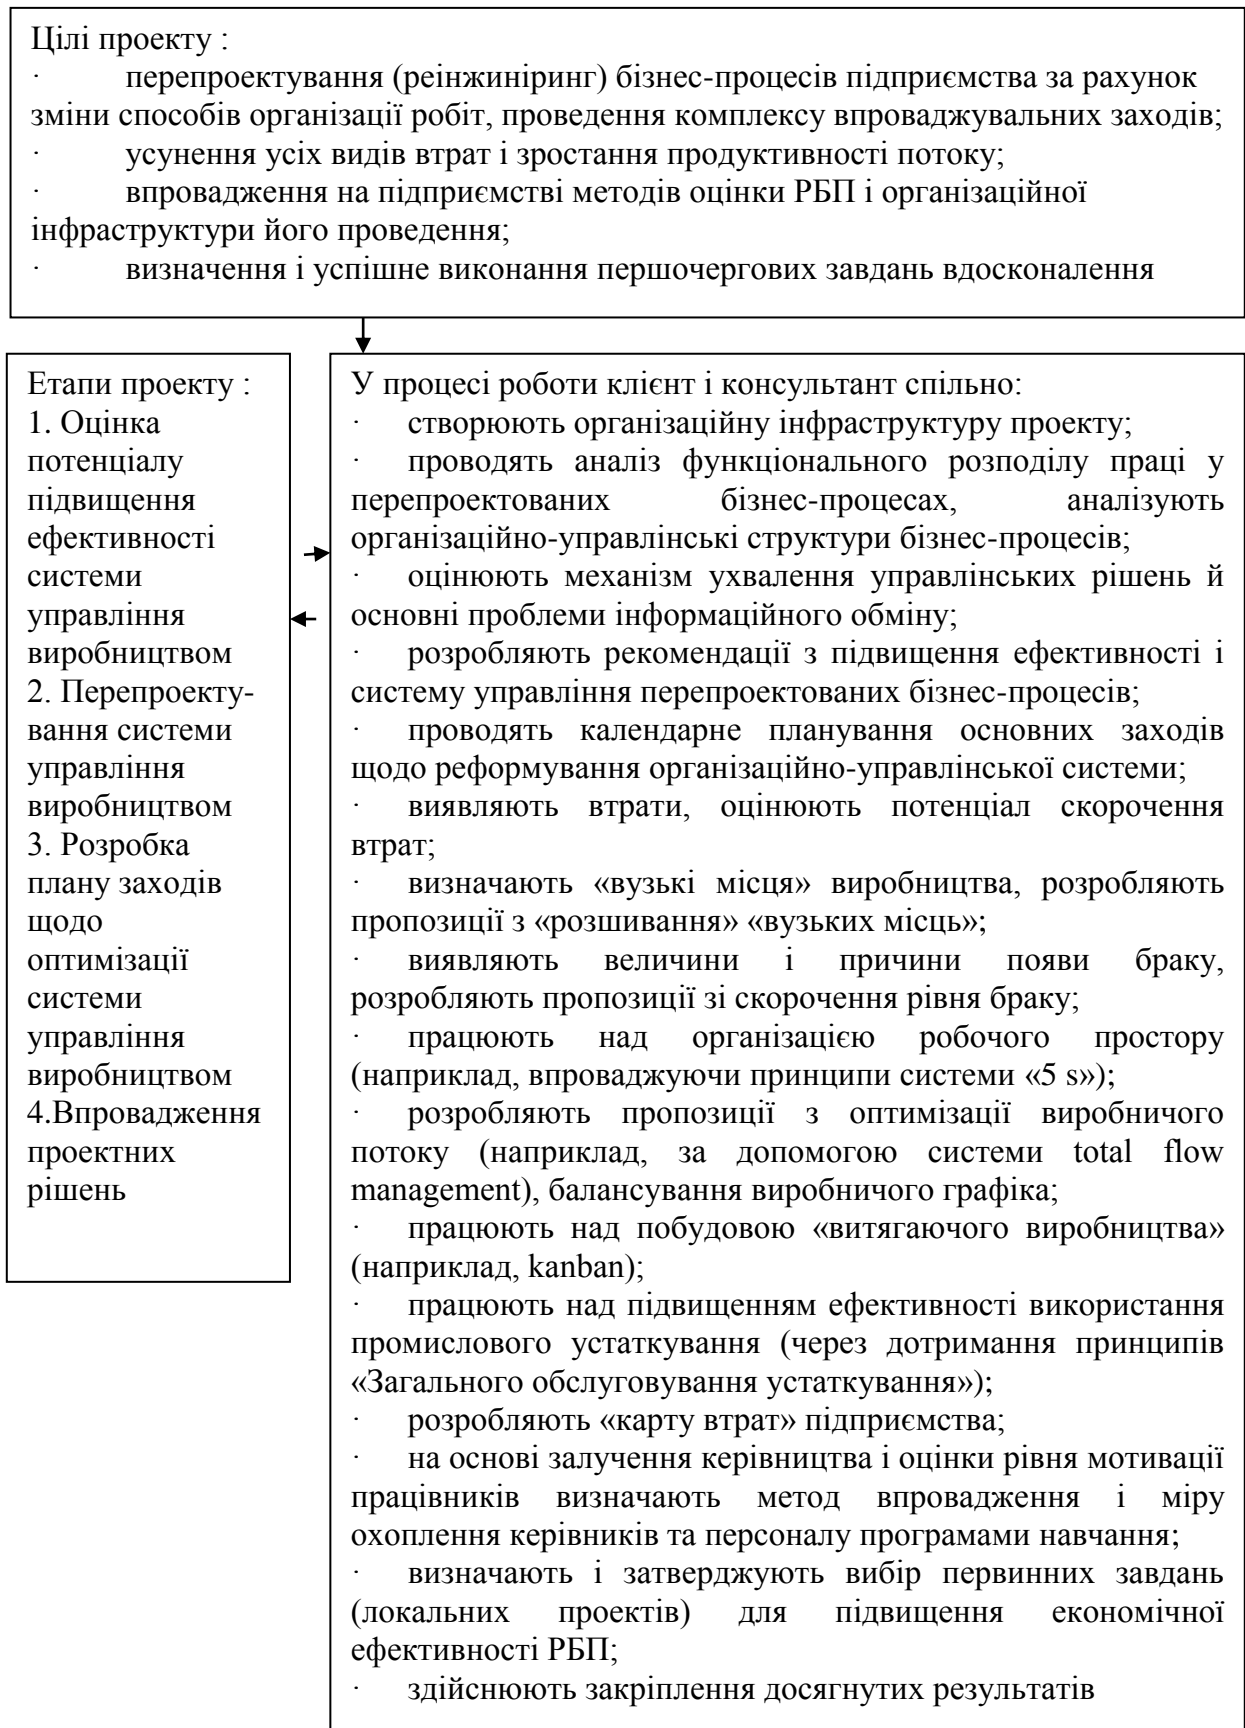 Цілі проекту :
· перепроектування (реінжиніринг) бізнес-процесів підприємства за рахунок
зміни способів організації робіт, проведення комплексу впроваджувальних заходів;
· усунення усіх видів втрат і зростання продуктивності потоку;
· впровадження на підприємстві методів оцінки РБП і організаційної
інфраструктури його проведення;
· визначення і успішне виконання першочергових завдань вдосконалення
Етапи проекту :
1. Оцінка
потенціалу
підвищення
ефективності
системи
управління
виробництвом
2. Перепроекту-
вання системи
управління
виробництвом
3. Розробка
плану заходів
щодо
оптимізації
системи
управління
виробництвом
4.Впровадження
проектних
рішень
У процесі роботи клієнт і консультант спільно:
· створюють організаційну інфраструктуру проекту;
· проводять аналіз функціонального розподілу праці у
перепроектованих бізнес-процесах, аналізують
організаційно-управлінські структури бізнес-процесів;
· оцінюють механізм ухвалення управлінських рішень й
основні проблеми інформаційного обміну;
· розробляють рекомендації з підвищення ефективності і
систему управління перепроектованих бізнес-процесів;
· проводять календарне планування основних заходів
щодо реформування організаційно-управлінської системи;
· виявляють втрати, оцінюють потенціал скорочення
втрат;
· визначають «вузькі місця» виробництва, розробляють
пропозиції з «розшивання» «вузьких місць»;
· виявляють величини і причини появи браку,
розробляють пропозиції зі скорочення рівня браку;
· працюють над організацією робочого простору
(наприклад, впроваджуючи принципи системи «5 s»);
· розробляють пропозиції з оптимізації виробничого
потоку (наприклад, за допомогою системи total flow
management), балансування виробничого графіка;
· працюють над побудовою «витягаючого виробництва»
(наприклад, kanban);
· працюють над підвищенням ефективності використання
промислового устаткування (через дотримання принципів
«Загального обслуговування устаткування»);
· розробляють «карту втрат» підприємства;
· на основі залучення керівництва і оцінки рівня мотивації
працівників визначають метод впровадження і міру
охоплення керівників та персоналу програмами навчання;
· визначають і затверджують вибір первинних завдань
(локальних проектів) для підвищення економічної
ефективності РБП;
· здійснюють закріплення досягнутих результатів